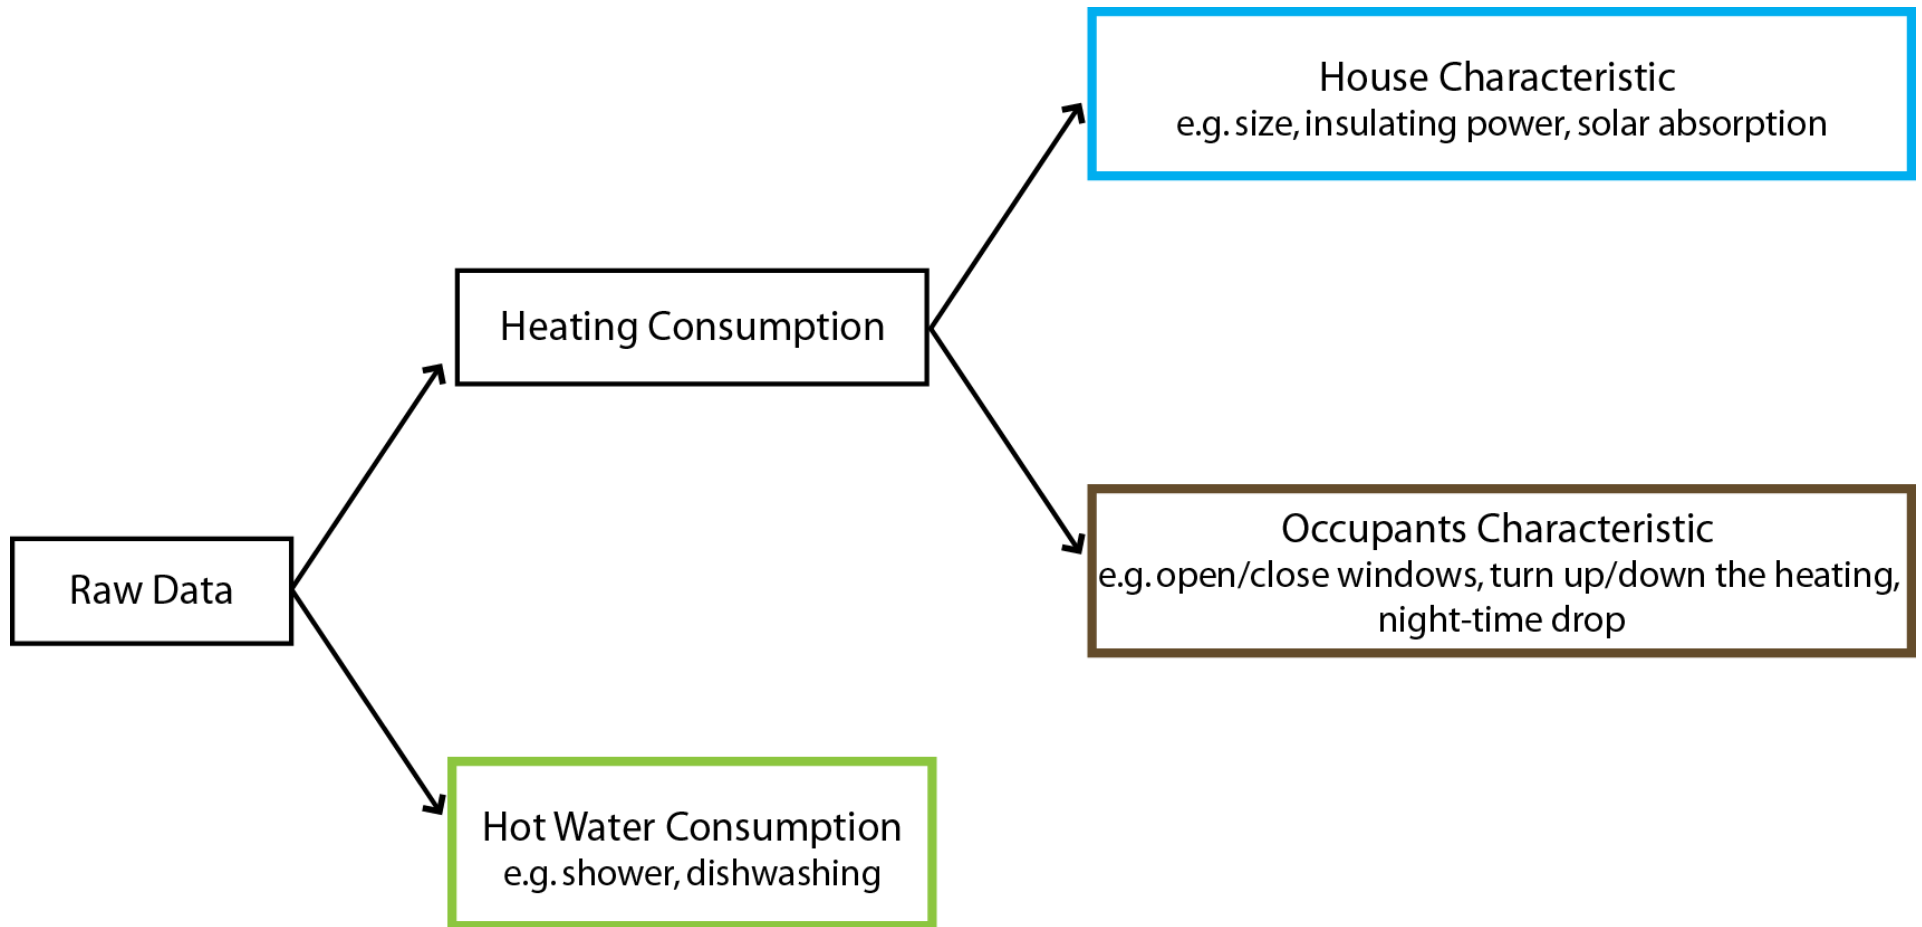 House Characteristic
e.g. size, insulating power, solar absorption
Heating Consumption
Occupants Characteristic
e.g. open/close windows, turn up/down the heating,
night-time drop
Raw Data
Hot Water Consumption
e.g. shower, dishwashing